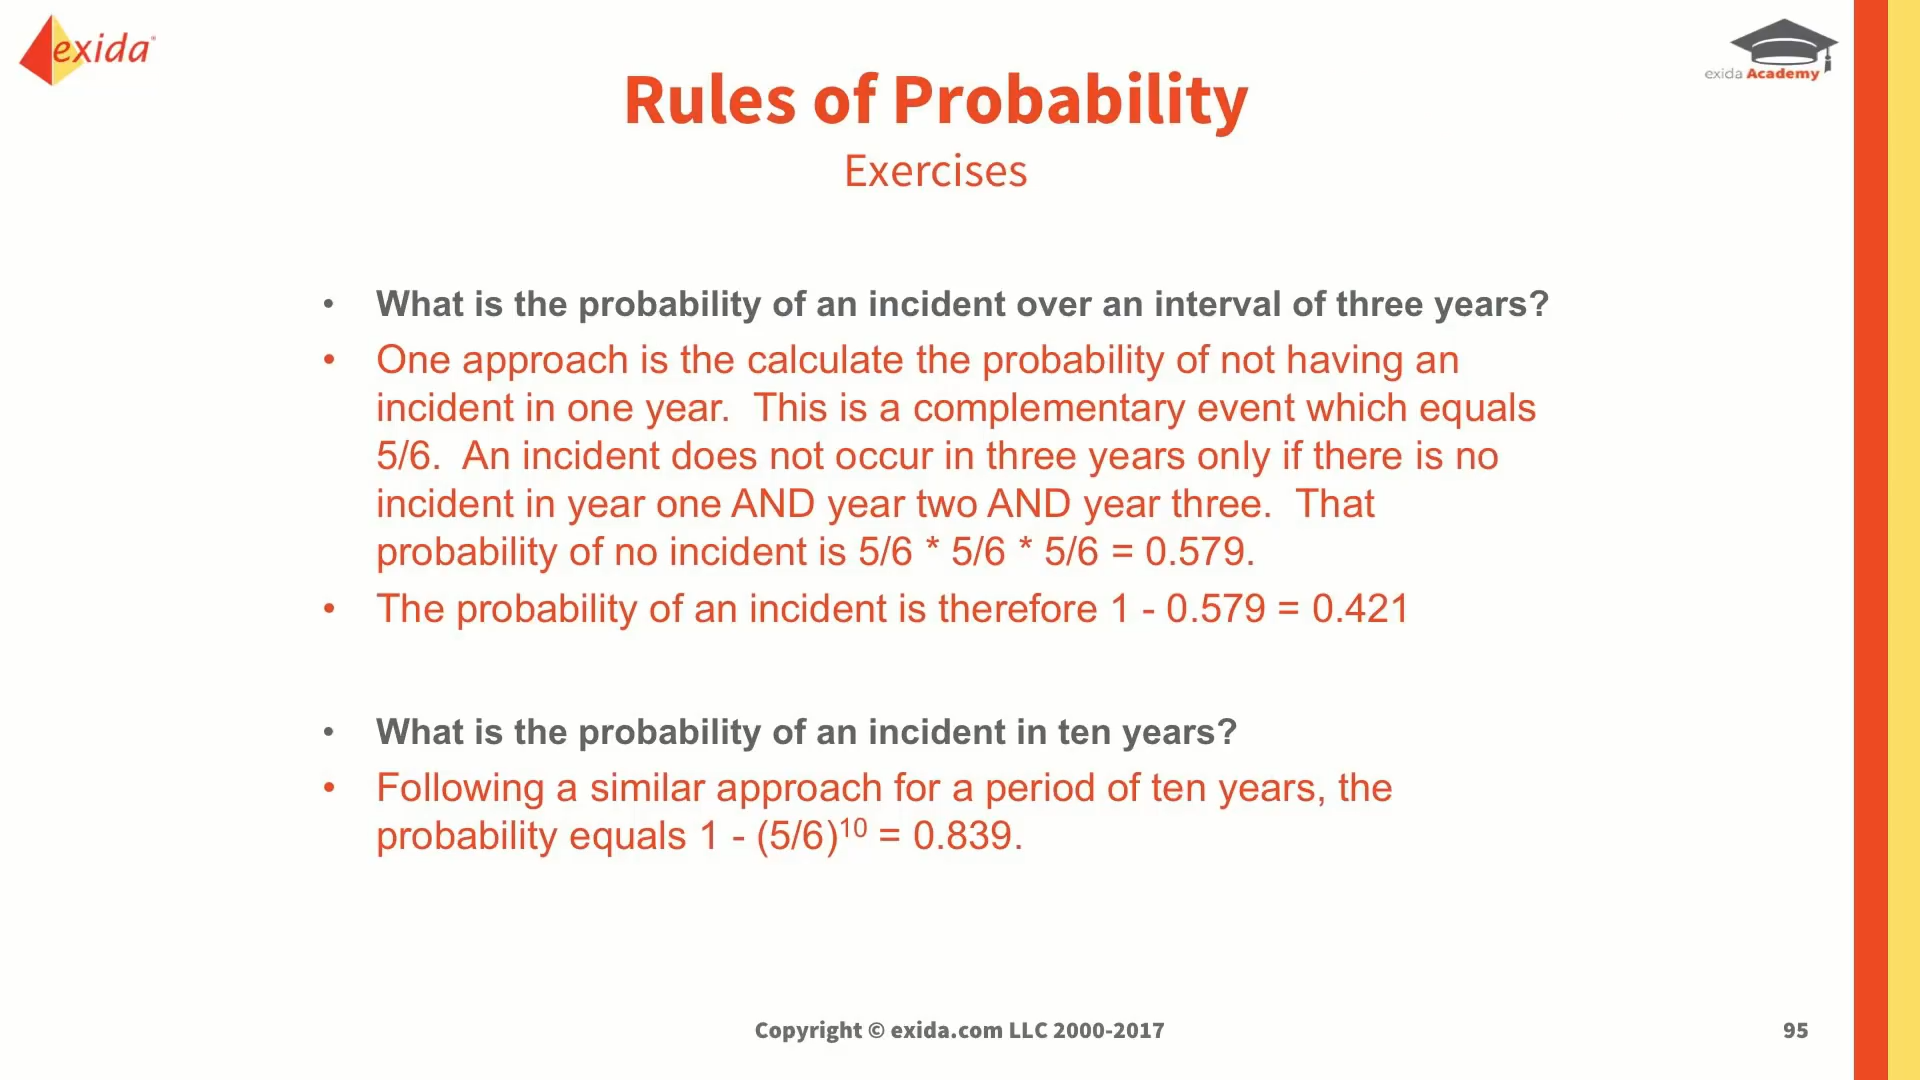 exida®
exida Academy
Rules of Probability
Exercises
• What is the probability of an incident over an interval of three years?
• One approach is the calculate the probability of not having an
incident in one year.  This is a complementary event which equals
5/6.  An incident does not occur in three years only if there is no
incident in year one AND year two AND year three.  That
probability of no incident is 5/6 * 5/6 * 5/6 = 0.579.
• The probability of an incident is therefore 1 - 0.579 = 0.421
• What is the probability of an incident in ten years?
• Following a similar approach for a period of ten years, the
probability equals 1 - (5/6)¹⁰ = 0.839.
Copyright © exida.com LLC 2000-2017
95